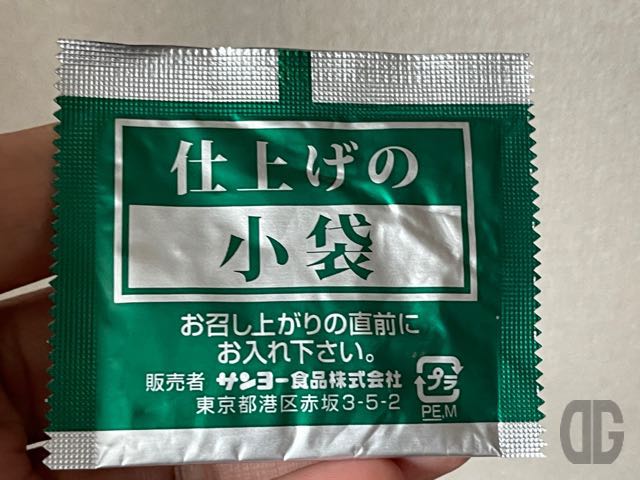 仕上げの
小袋
お召し上がりの直前に
お入れ下さい。
販売者 サンヨー食品株式会社
東京都港区赤坂3-5-2
プラ
PE,M
DG